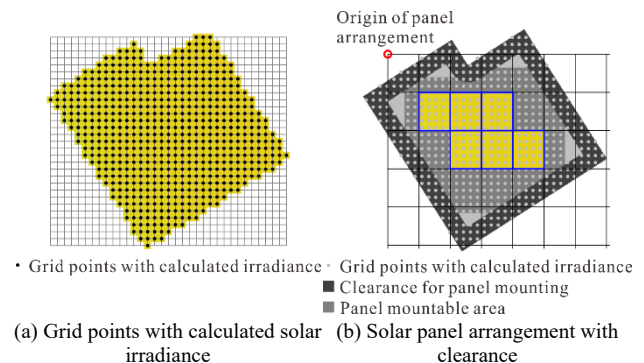 Origin of panel
arrangement
• Grid points with calculated irradiance
Grid points with calculated irradiance
Clearance for panel mounting
Panel mountable area
(a) Grid points with calculated solar
irradiance
(b) Solar panel arrangement with
clearance